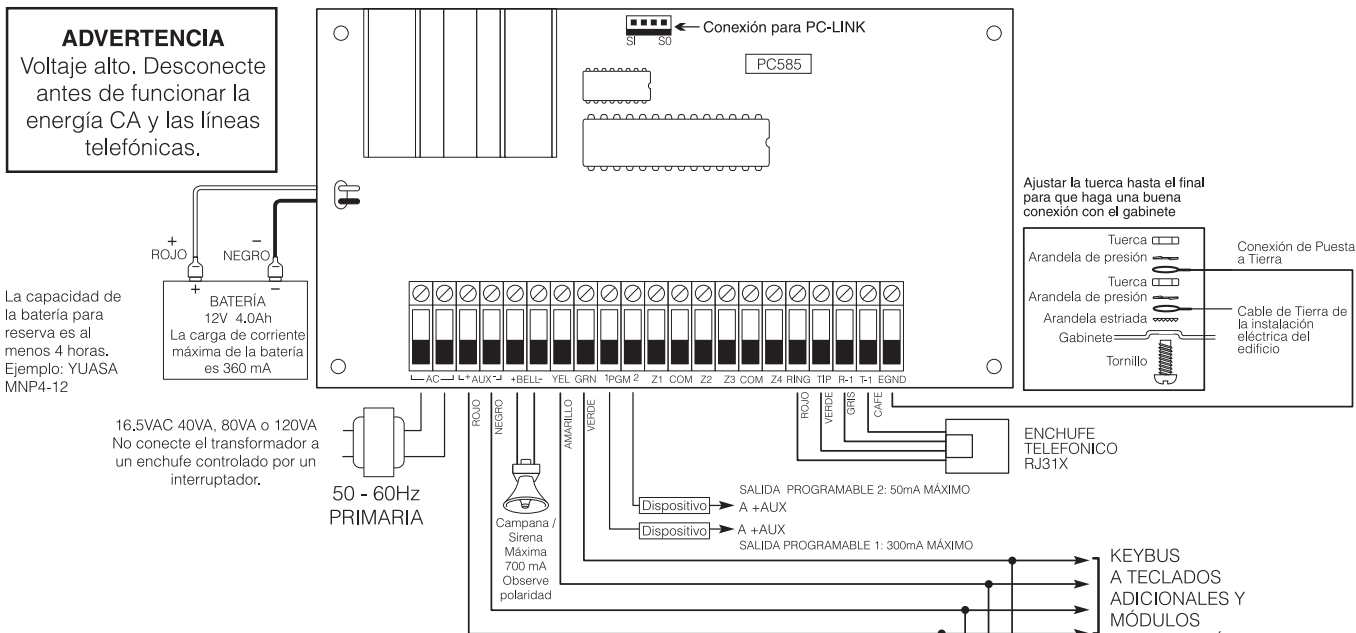 ADVERTENCIA
Voltaje alto. Desconecte
antes de funcionar la
energía CA y las líneas
telefónicas.
Conexión para PC-LINK
SI SO
PC585
+ ROJO
− NEGRO
+ −
BATERÍA
12V 4.0Ah
La carga de corriente
máxima de la batería
es 360 mA
La capacidad de
la batería para
reserva es al
menos 4 horas.
Ejemplo: YUASA
MNP4-12
Ajustar la tuerca hasta el final
para que haga una buena
conexión con el gabinete
Tuerca
Arandela de presión
Tuerca
Arandela de presión
Arandela estriada
Gabinete
Tornillo
Conexión de Puesta
a Tierra
Cable de Tierra de
la instalación
eléctrica del
edificio
AC +AUX- +BELL- YEL GRN 1PGM 2 Z1 COM Z2 Z3 COM Z4 RING TIP R-1 T-1 EGND
ROJO
NEGRO
AMARILLO
VERDE
ROJO
VERDE
GRIS
CAFE
16.5VAC 40VA, 80VA o 120VA
No conecte el transformador a
un enchufe controlado por un
interruptador.
50 - 60Hz
PRIMARIA
Campana /
Sirena
Máxima
700 mA
Observe
polaridad
ENCHUFE
TELEFONICO
RJ31X
SALIDA PROGRAMABLE 2: 50mA MÁXIMO
Dispositivo A +AUX
Dispositivo A +AUX
SALIDA PROGRAMABLE 1: 300mA MÁXIMO
KEYBUS
A TECLADOS
ADICIONALES Y
MÓDULOS